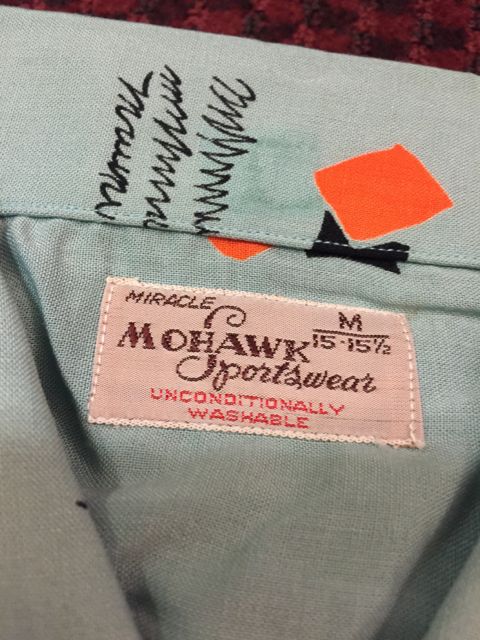 MIRACLE
MOHAWK
Sportswear
M
15-15½
UNCONDITIONALLY
WASHABLE